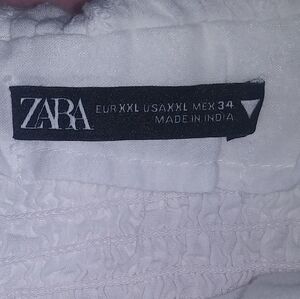 ZARA
EUR XXL USA XXL MEX 34
MADE IN INDIA